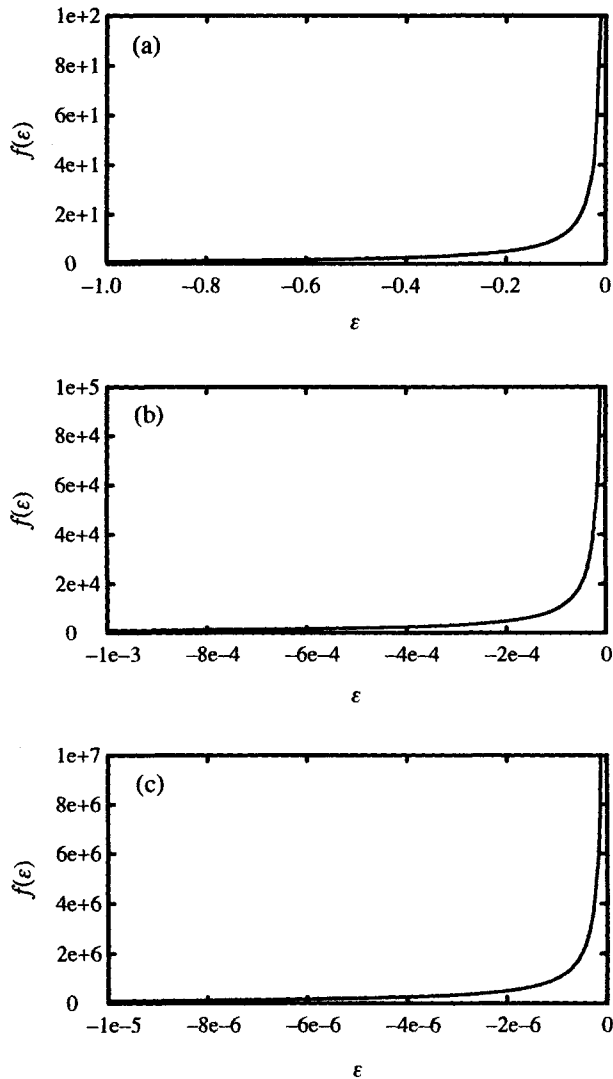 1e+2
(a)
8e+1
6e+1
f(ε)
4e+1
2e+1
0
−1.0 −0.8 −0.6 −0.4 −0.2 0
ε
1e+5
(b)
8e+4
6e+4
f(ε)
4e+4
2e+4
0
−1e−3 −8e−4 −6e−4 −4e−4 −2e−4 0
ε
1e+7
(c)
8e+6
6e+6
f(ε)
4e+6
2e+6
0
−1e−5 −8e−6 −6e−6 −4e−6 −2e−6 0
ε